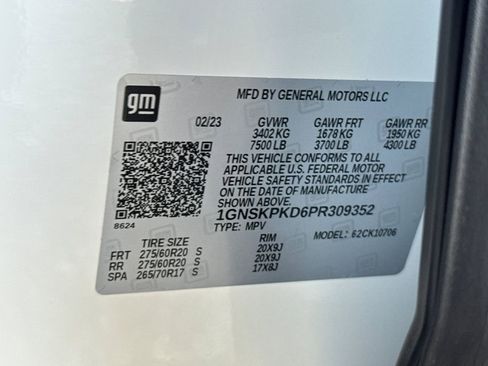 gm
MFD BY GENERAL MOTORS LLC
02/23 GVWR GAWR FRT GAWR RR
3402 KG 1678 KG 1950 KG
7500 LB 3700 LB 4300 LB
THIS VEHICLE CONFORMS TO ALL
APPLICABLE U.S. FEDERAL MOTOR
VEHICLE SAFETY STANDARDS IN EFFECT
ON THE DATE OF MANUFACTURE SHOWN ABOVE.
1GNSKPKD6PR309352
8624 TYPE: MPV MODEL: 62CK10706
TIRE SIZE RIM
FRT 275/60R20 S 20X9J
RR 275/60R20 S 20X9J
SPA 265/70R17 S 17X8J